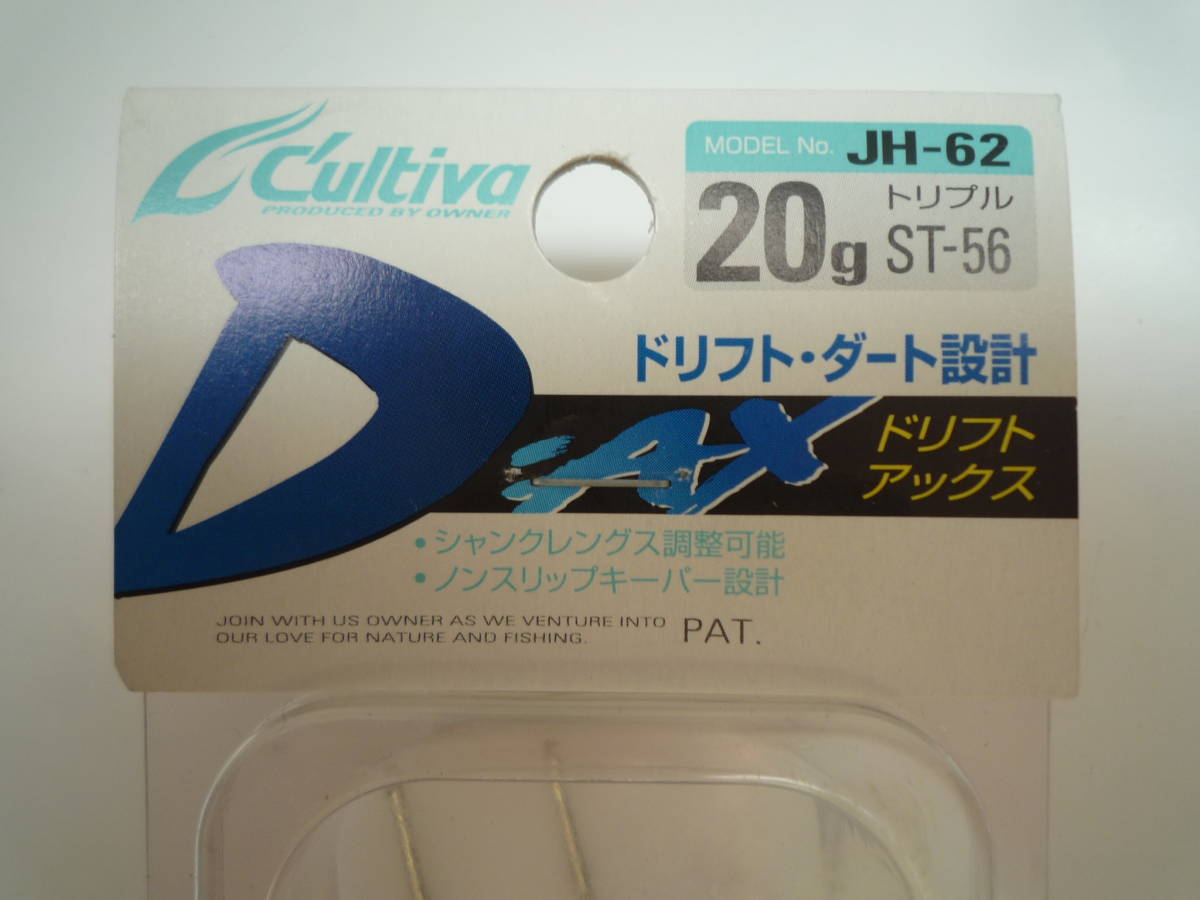 C'ultiva
PRODUCED BY OWNER
MODEL No. JH-62
20g
トリプル
ST-56
ドリフト・ダート設計
D-AX
ドリフト
アックス
・シャンクレングス調整可能
・ノンスリップキーパー設計
JOIN WITH US OWNER AS WE VENTURE INTO
OUR LOVE FOR NATURE AND FISHING.
PAT.